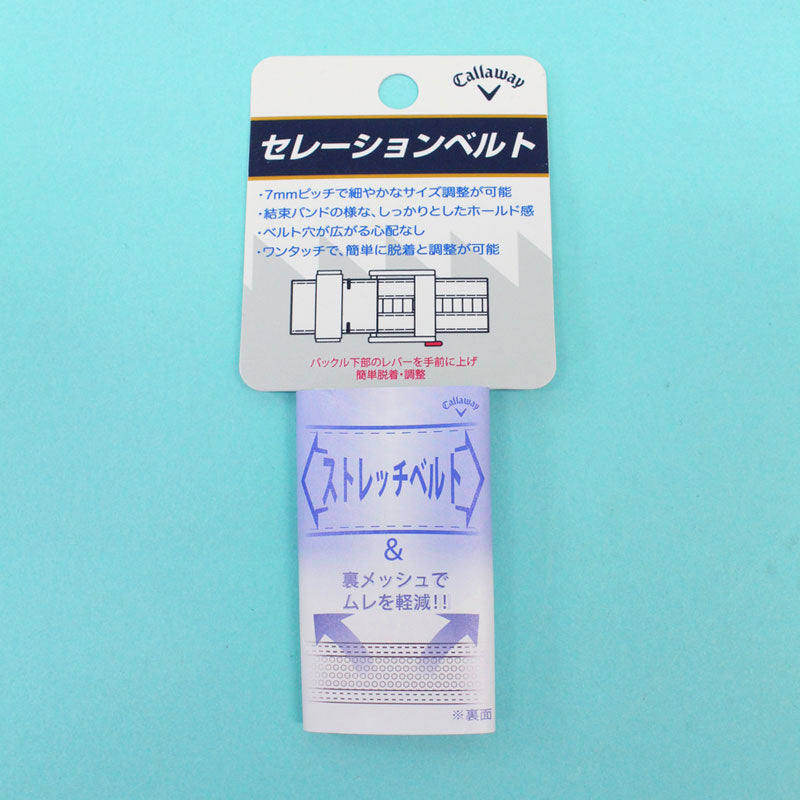 Callaway
セレーションベルト
・7mmピッチで細やかなサイズ調整が可能
・結束バンドの様な、しっかりとしたホールド感
・ベルト穴が広がる心配なし
・ワンタッチで、簡単に脱着と調整が可能
バックル下部のレバーを手前に上げ
簡単脱着・調整
Callaway
ストレッチベルト
&
裏メッシュで
ムレを軽減!!
※裏面